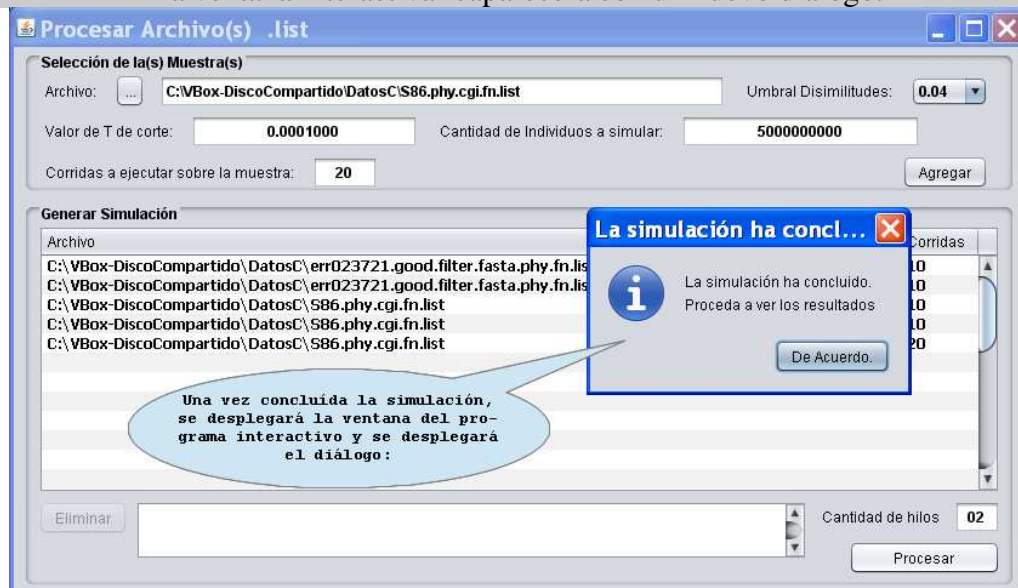 Procesar Archivo(s) .list
Selección de la(s) Muestra(s)
Archivo: ... C:\VBox-DiscoCompartido\DatosC\S86.phy.cgi.fn.list Umbral Disimilitudes: 0.04
Valor de T de corte: 0.0001000 Cantidad de Individuos a simular: 5000000000
Corridas a ejecutar sobre la muestra: 20 Agregar
Generar Simulación
Archivo Corridas
C:\VBox-DiscoCompartido\DatosC\err023721.good.filter.fasta.phy.fn.lis 10
C:\VBox-DiscoCompartido\DatosC\err023721.good.filter.fasta.phy.fn.lis 10
C:\VBox-DiscoCompartido\DatosC\S86.phy.cgi.fn.list 10
C:\VBox-DiscoCompartido\DatosC\S86.phy.cgi.fn.list 10
C:\VBox-DiscoCompartido\DatosC\S86.phy.cgi.fn.list 20
La simulación ha concl...
La simulación ha concluido.
Proceda a ver los resultados
De Acuerdo.
Una vez concluída la simulación,
se desplegará la ventana del pro-
grama interactivo y se desplegará
el diálogo:
Eliminar Cantidad de hilos 02
Procesar